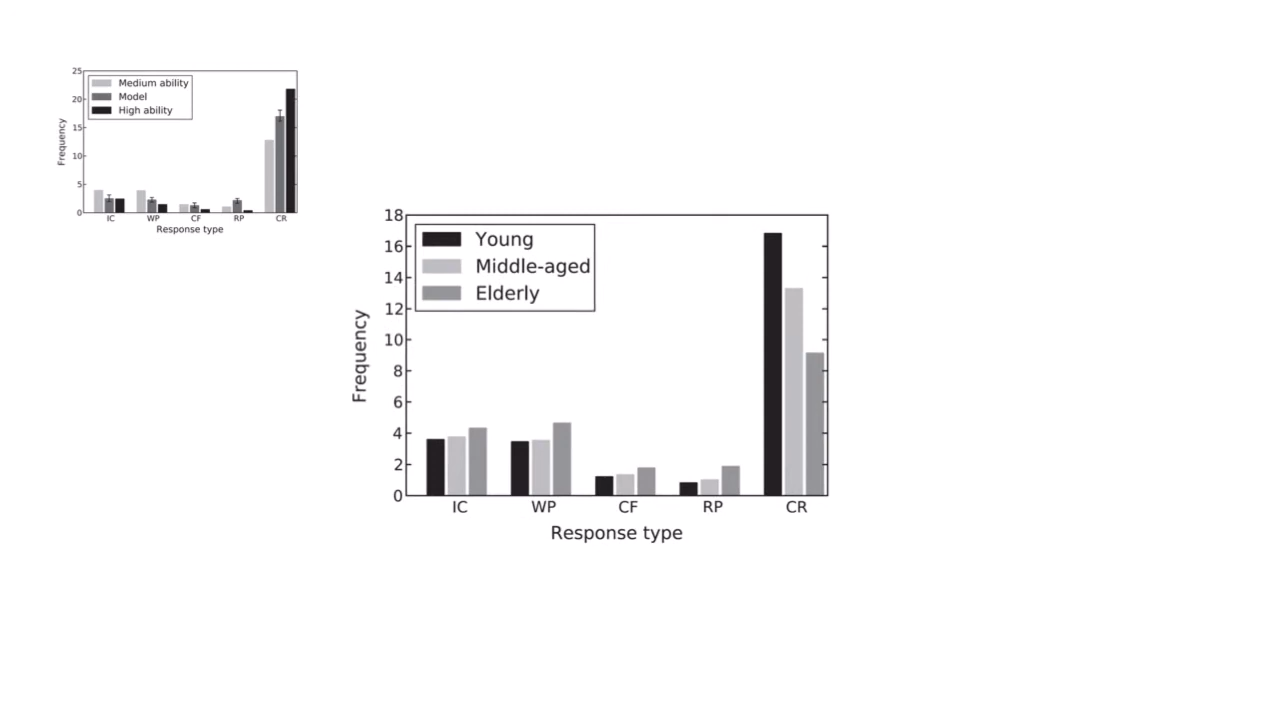 25
20
15
10
5
0
Frequency
Medium ability
Model
High ability
IC WP CF RP CR
Response type
18
16
14
12
10
8
6
4
2
0
Frequency
Young
Middle-aged
Elderly
IC WP CF RP CR
Response type